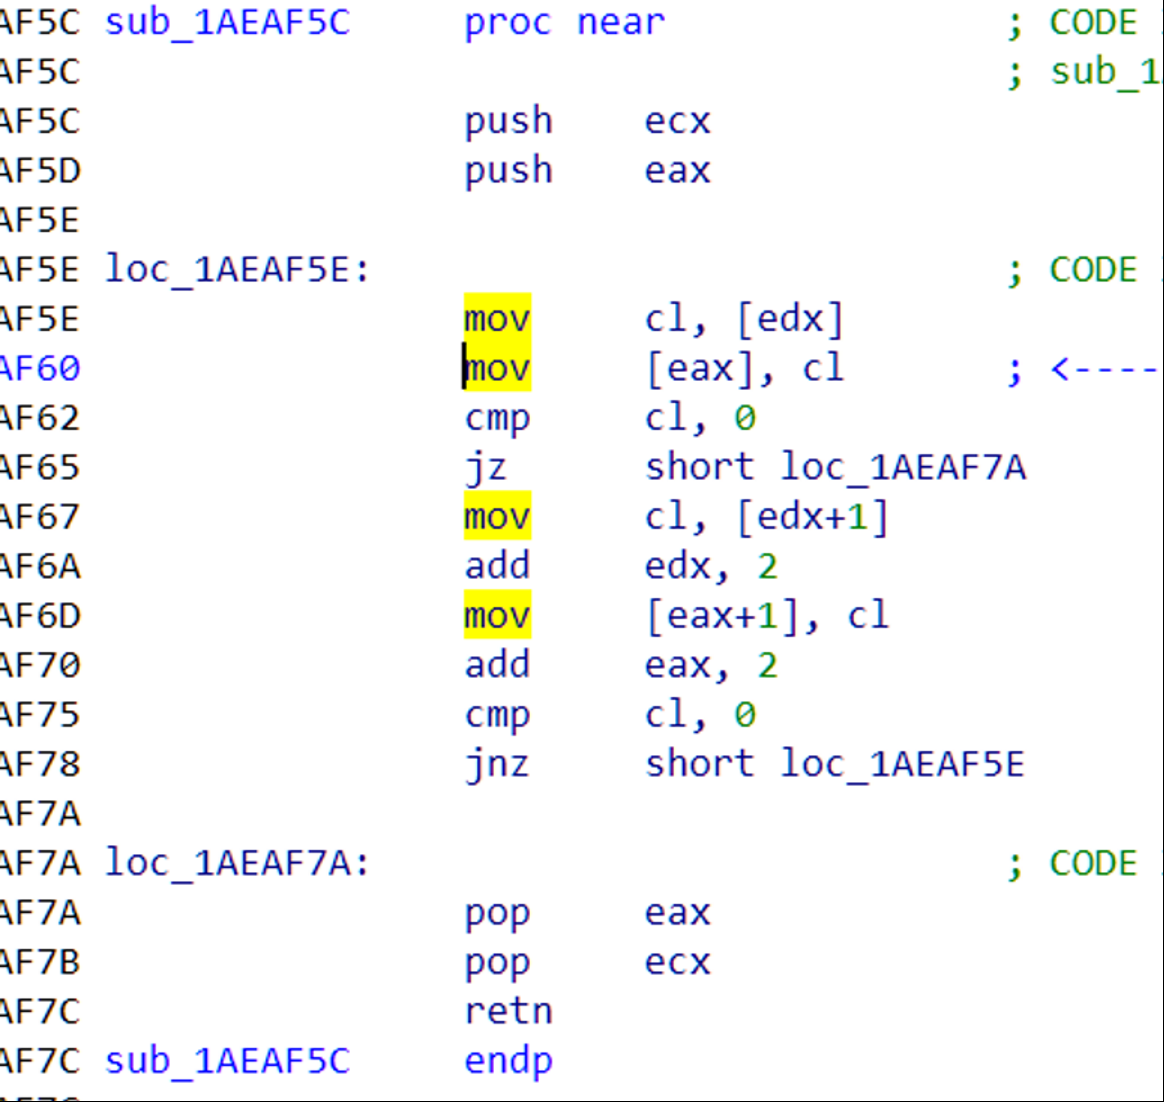 AF5C sub_1AEAF5C proc near ; CODE
AF5C ; sub_1
AF5C push ecx
AF5D push eax
AF5E
AF5E loc_1AEAF5E: ; CODE
AF5E mov cl, [edx]
AF60 mov [eax], cl ; <----
AF62 cmp cl, 0
AF65 jz short loc_1AEAF7A
AF67 mov cl, [edx+1]
AF6A add edx, 2
AF6D mov [eax+1], cl
AF70 add eax, 2
AF75 cmp cl, 0
AF78 jnz short loc_1AEAF5E
AF7A
AF7A loc_1AEAF7A: ; CODE
AF7A pop eax
AF7B pop ecx
AF7C retn
AF7C sub_1AEAF5C endp